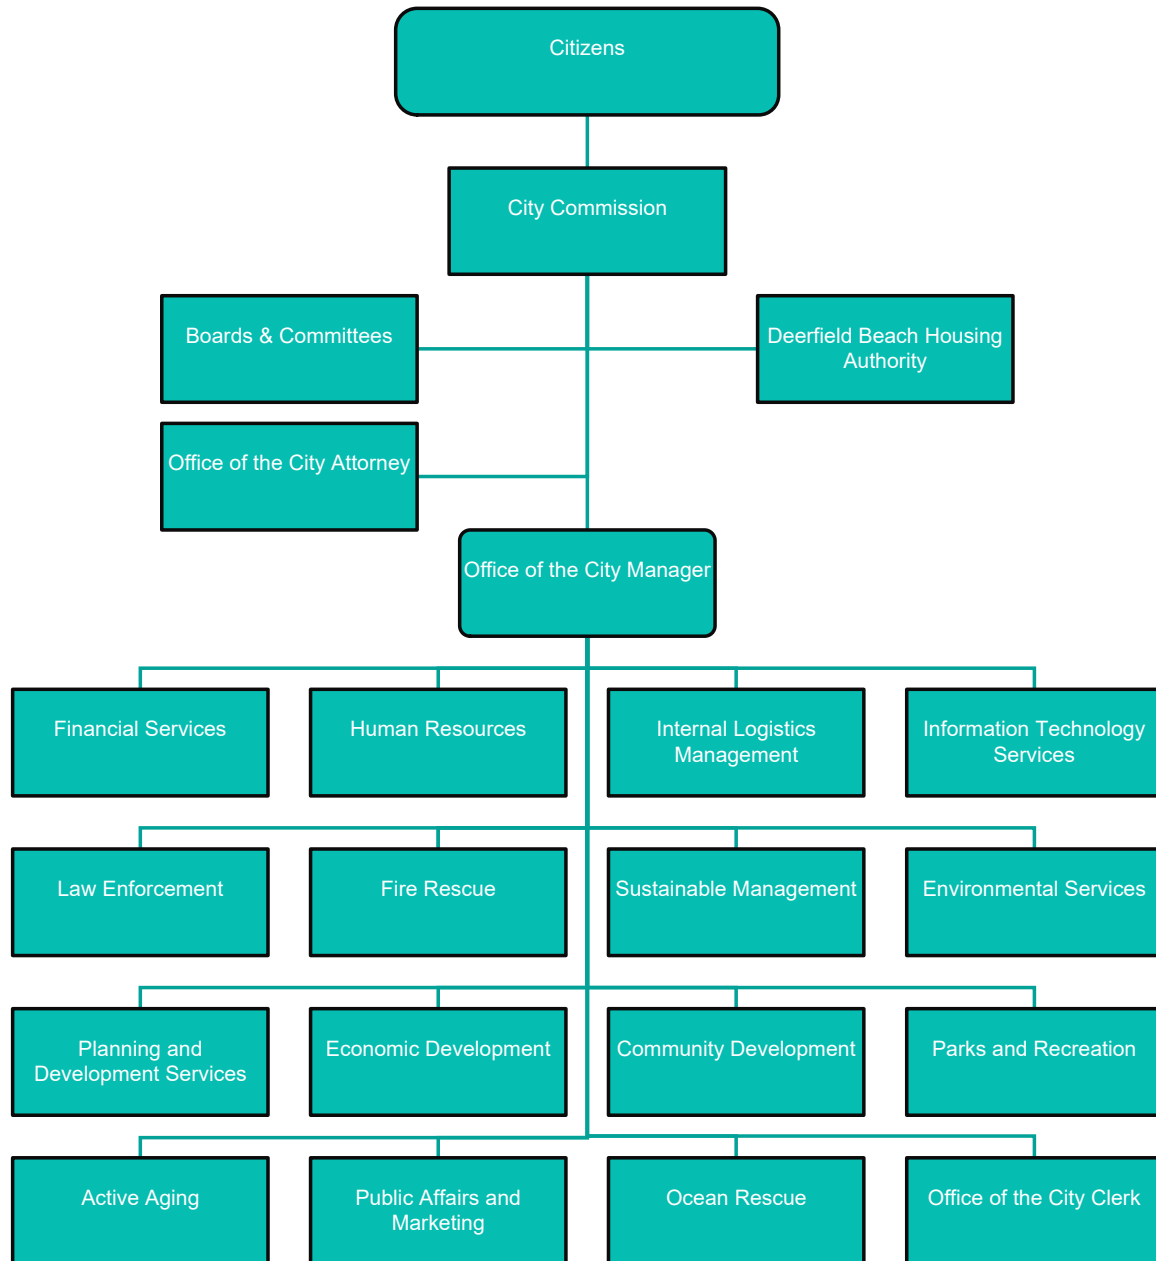 Citizens
City Commission
Boards & Committees
Deerfield Beach Housing
Authority
Office of the City Attorney
Office of the City Manager
Financial Services
Human Resources
Internal Logistics
Management
Information Technology
Services
Law Enforcement
Fire Rescue
Sustainable Management
Environmental Services
Planning and
Development Services
Economic Development
Community Development
Parks and Recreation
Active Aging
Public Affairs and
Marketing
Ocean Rescue
Office of the City Clerk